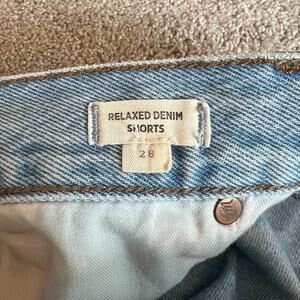 RELAXED DENIM
SHORTS
28